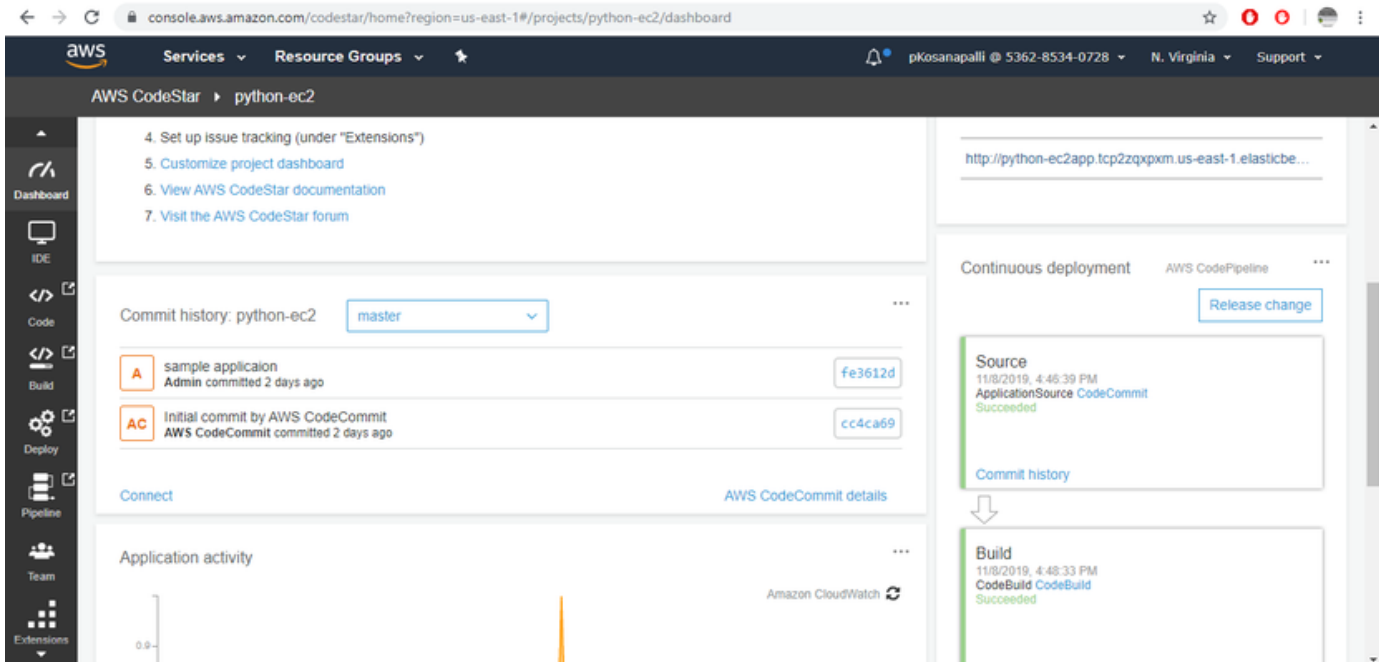 console.aws.amazon.com/codestar/home?region=us-east-1#/projects/python-ec2/dashboard
aws
Services
Resource Groups
pKosanapalli @ 5362-8534-0728
N. Virginia
Support
AWS CodeStar
python-ec2
Dashboard
IDE
Code
Build
Deploy
Pipeline
Team
Extensions
4. Set up issue tracking (under "Extensions")
5. Customize project dashboard
6. View AWS CodeStar documentation
7. Visit the AWS CodeStar forum
Commit history: python-ec2
master
A
sample applicaion
Admin committed 2 days ago
fe3612d
AC
Initial commit by AWS CodeCommit
AWS CodeCommit committed 2 days ago
cc4ca69
Connect
AWS CodeCommit details
Application activity
Amazon CloudWatch
1
0.9
http://python-ec2app.tcp2zqxpxm.us-east-1.elasticbe...
Continuous deployment
AWS CodePipeline
Release change
Source
11/8/2019, 4:46:39 PM
ApplicationSource CodeCommit
Succeeded
Commit history
Build
11/8/2019, 4:48:33 PM
CodeBuild CodeBuild
Succeeded